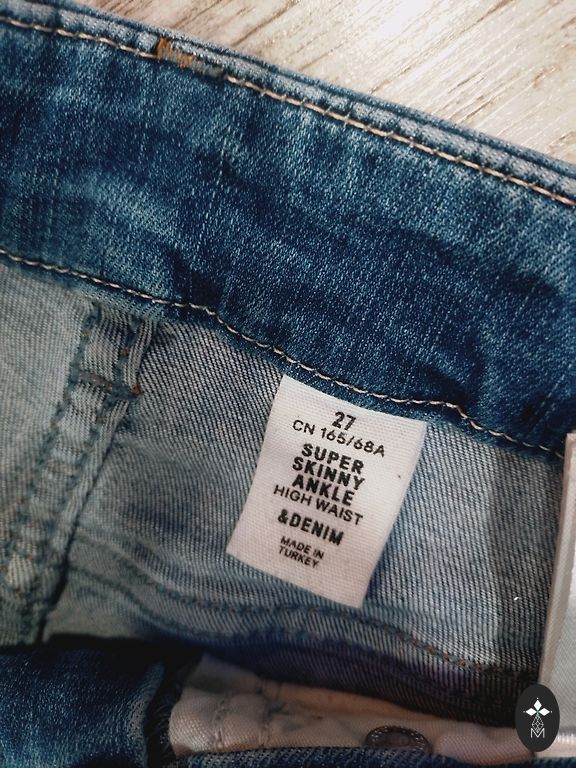 27
CN 165/68A
SUPER
SKINNY
ANKLE
HIGH WAIST
&DENIM
MADE IN
TURKEY
M